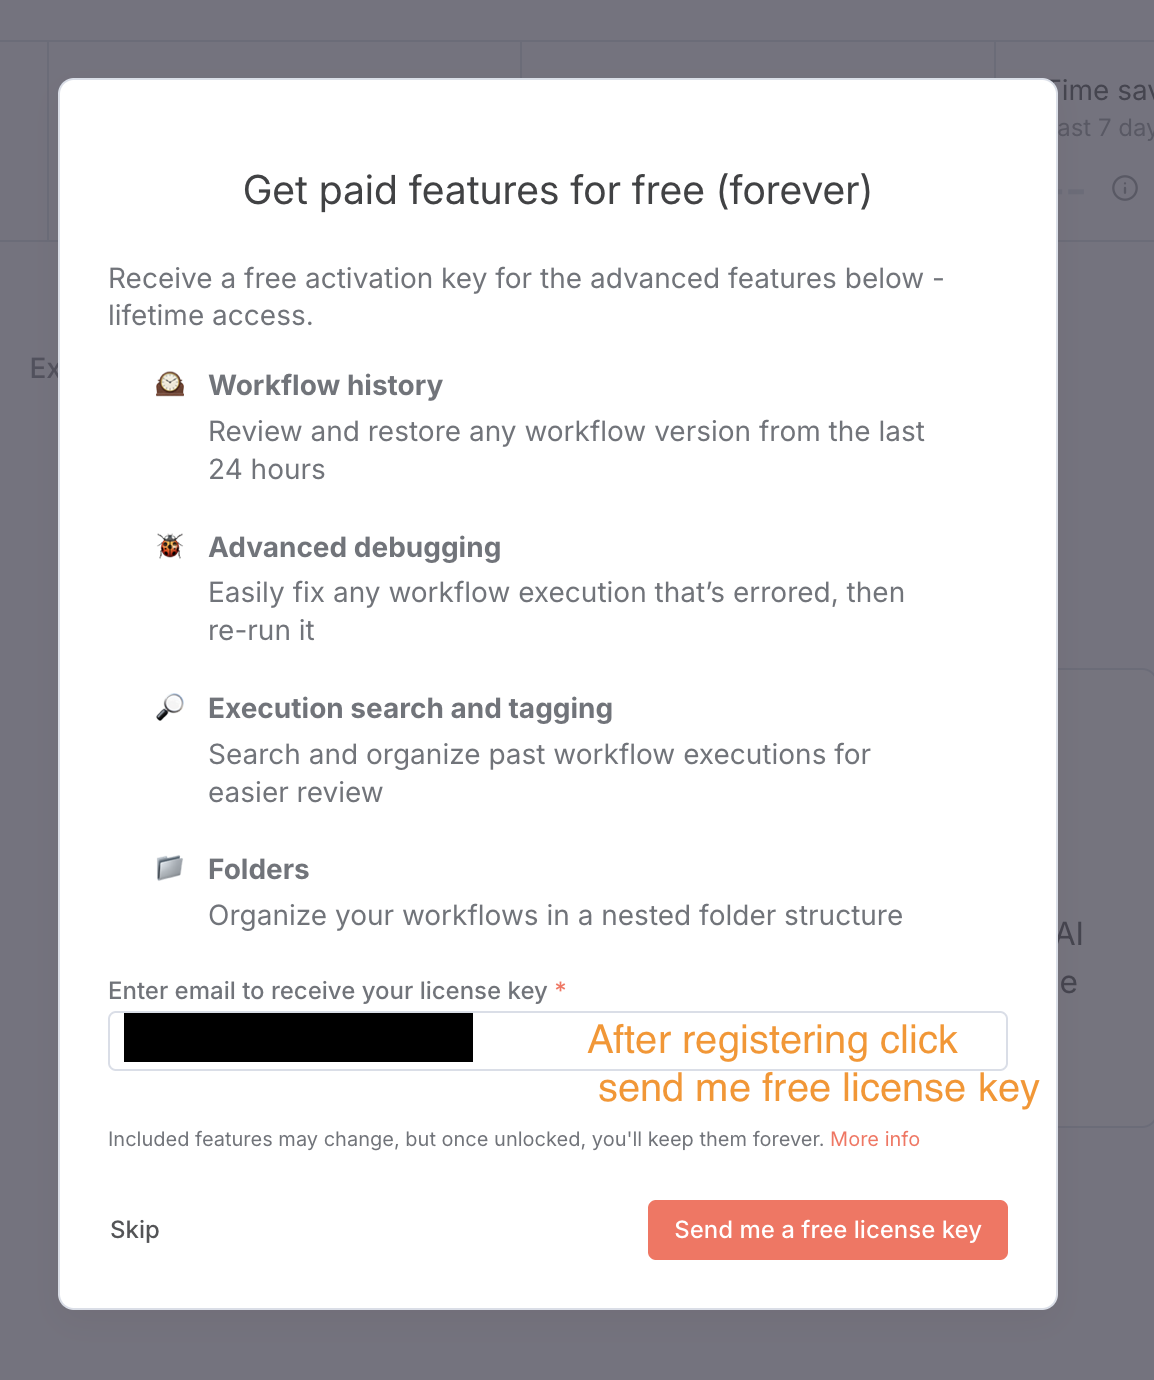 Time sav
ast 7 day
Get paid features for free (forever)
Receive a free activation key for the advanced features below -
lifetime access.
Ex
Workflow history
Review and restore any workflow version from the last
24 hours
Advanced debugging
Easily fix any workflow execution that’s errored, then
re-run it
Execution search and tagging
Search and organize past workflow executions for
easier review
Folders
Organize your workflows in a nested folder structure
AI
e
Enter email to receive your license key *
After registering click
send me free license key
Included features may change, but once unlocked, you'll keep them forever. More info
Skip
Send me a free license key